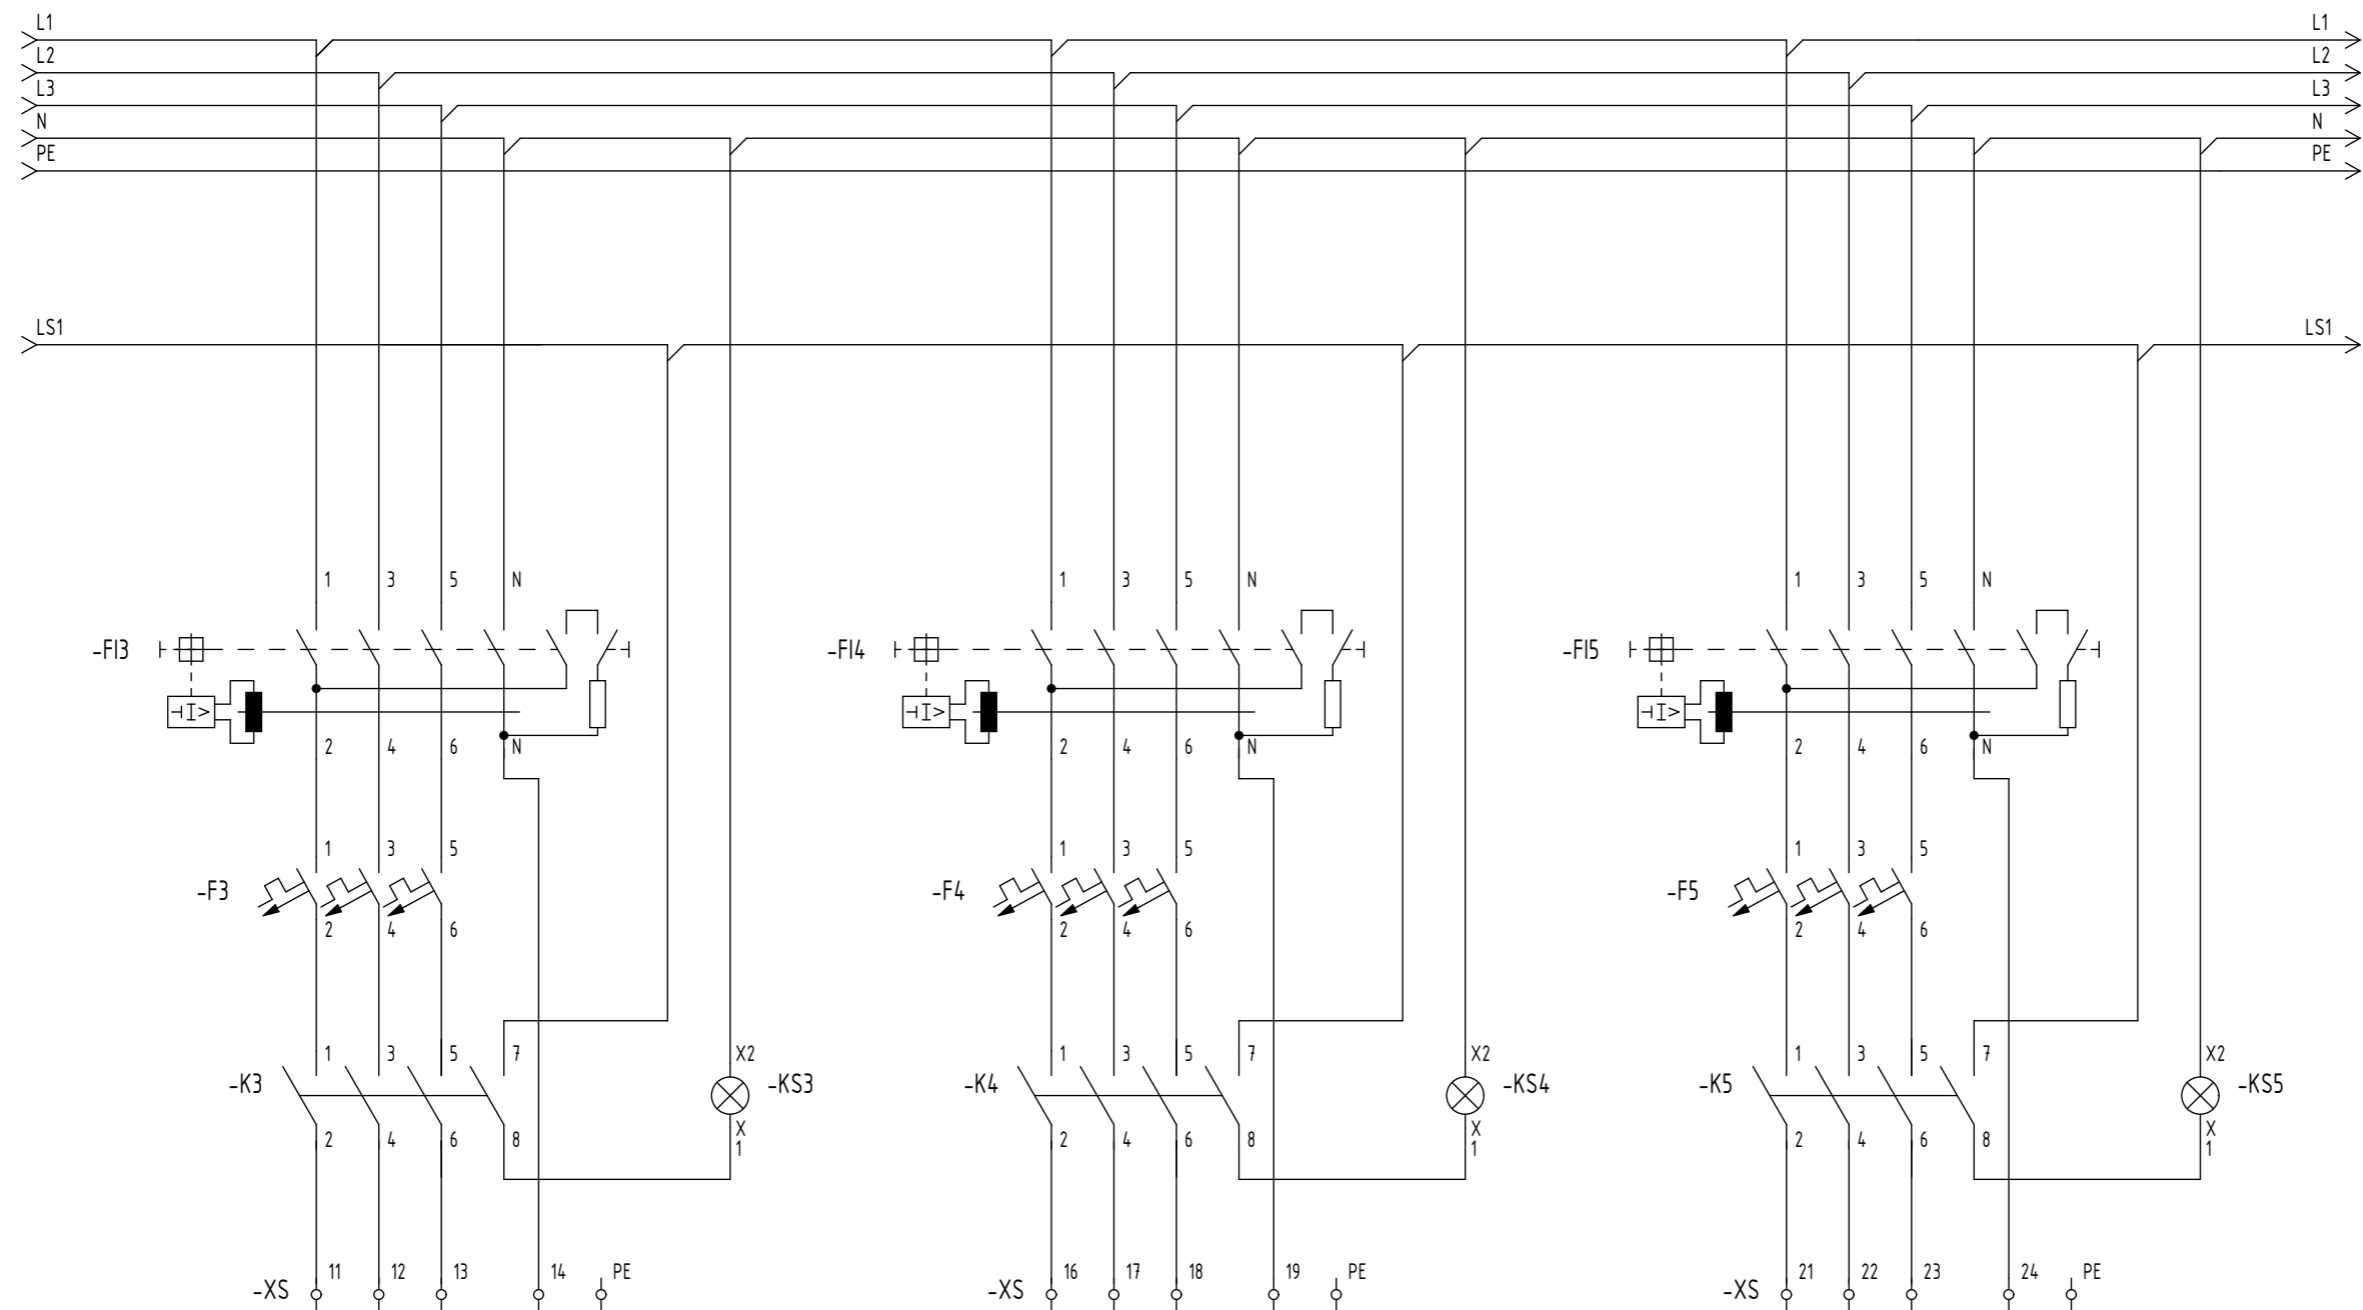 L1 L1
L2 L2
L3 L3
N N
PE PE
LS1 LS1
1 3 5 N 1 3 5 N 1 3 5 N
-FI3 -FI4 -FI5
I> I> I>
2 4 6 N 2 4 6 N 2 4 6 N
1 3 5 1 3 5 1 3 5
-F3 -F4 -F5
2 4 6 2 4 6 2 4 6
1 3 5 7 X2 1 3 5 7 X2 1 3 5 7 X2
-K3 -KS3 -K4 -KS4 -K5 -KS5
2 4 6 8 X 2 4 6 8 X 2 4 6 8 X
1 1 1
11 12 13 14 PE 16 17 18 19 PE 21 22 23 24 PE
-XS -XS -XS